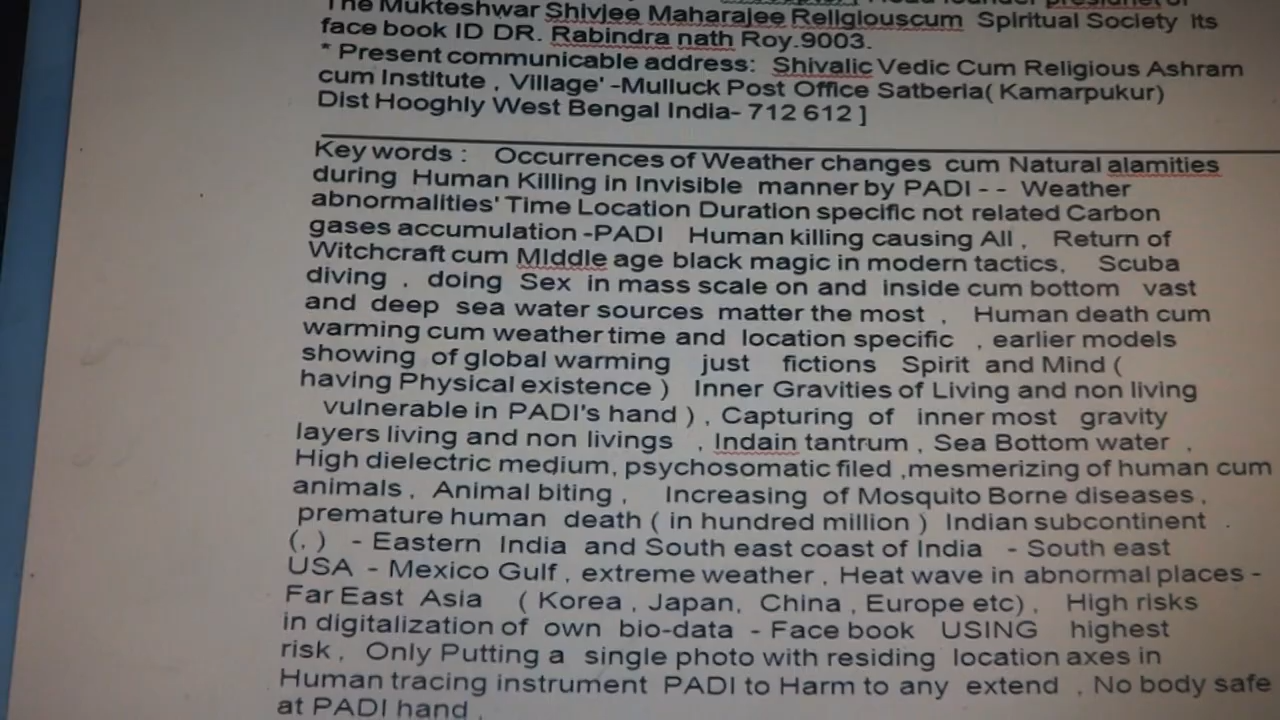 The Mukteshwar Shivjee Maharajee Religiouscum Spiritual Society Its
face book ID DR. Rabindra nath Roy.9003.
* Present communicable address: Shivalic Vedic Cum Religious Ashram
cum Institute , Village' -Mulluck Post Office Satberia( Kamarpukur)
Dist Hooghly West Bengal India- 712 612 ]
Key words : Occurrences of Weather changes cum Natural alamities
during Human Killing in Invisible manner by PADI - - Weather
abnormalities' Time Location Duration specific not related Carbon
gases accumulation -PADI Human killing causing All , Return of
Witchcraft cum MIddle age black magic in modern tactics, Scuba
diving , doing Sex in mass scale on and inside cum bottom vast
and deep sea water sources matter the most , Human death cum
warming cum weather time and location specific , earlier models
showing of global warming just fictions Spirit and Mind (
having Physical existence ) Inner Gravities of Living and non living
vulnerable in PADI's hand ) , Capturing of inner most gravity
layers living and non livings , Indain tantrum , Sea Bottom water ,
High dielectric medium, psychosomatic filed ,mesmerizing of human cum
animals , Animal biting , Increasing of Mosquito Borne diseases ,
premature human death ( in hundred million ) Indian subcontinent .
(, ) - Eastern India and South east coast of India - South east
USA - Mexico Gulf , extreme weather , Heat wave in abnormal places -
Far East Asia ( Korea , Japan, China , Europe etc) , High risks
in digitalization of own bio-data - Face book USING highest
risk , Only Putting a single photo with residing location axes in
Human tracing instrument PADI to Harm to any extend , No body safe
at PADI hand ,